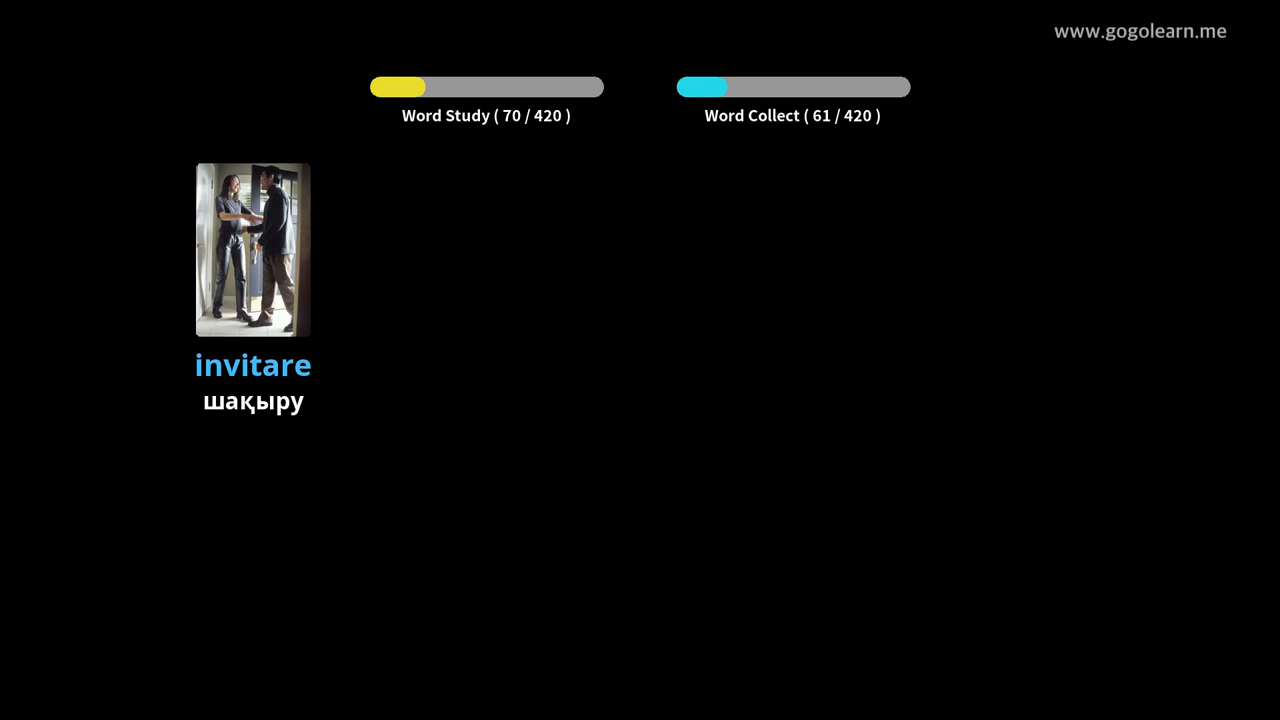 www.gogolearn.me
Word Study ( 70 / 420 )
Word Collect ( 61 / 420 )
invitare
шақыру